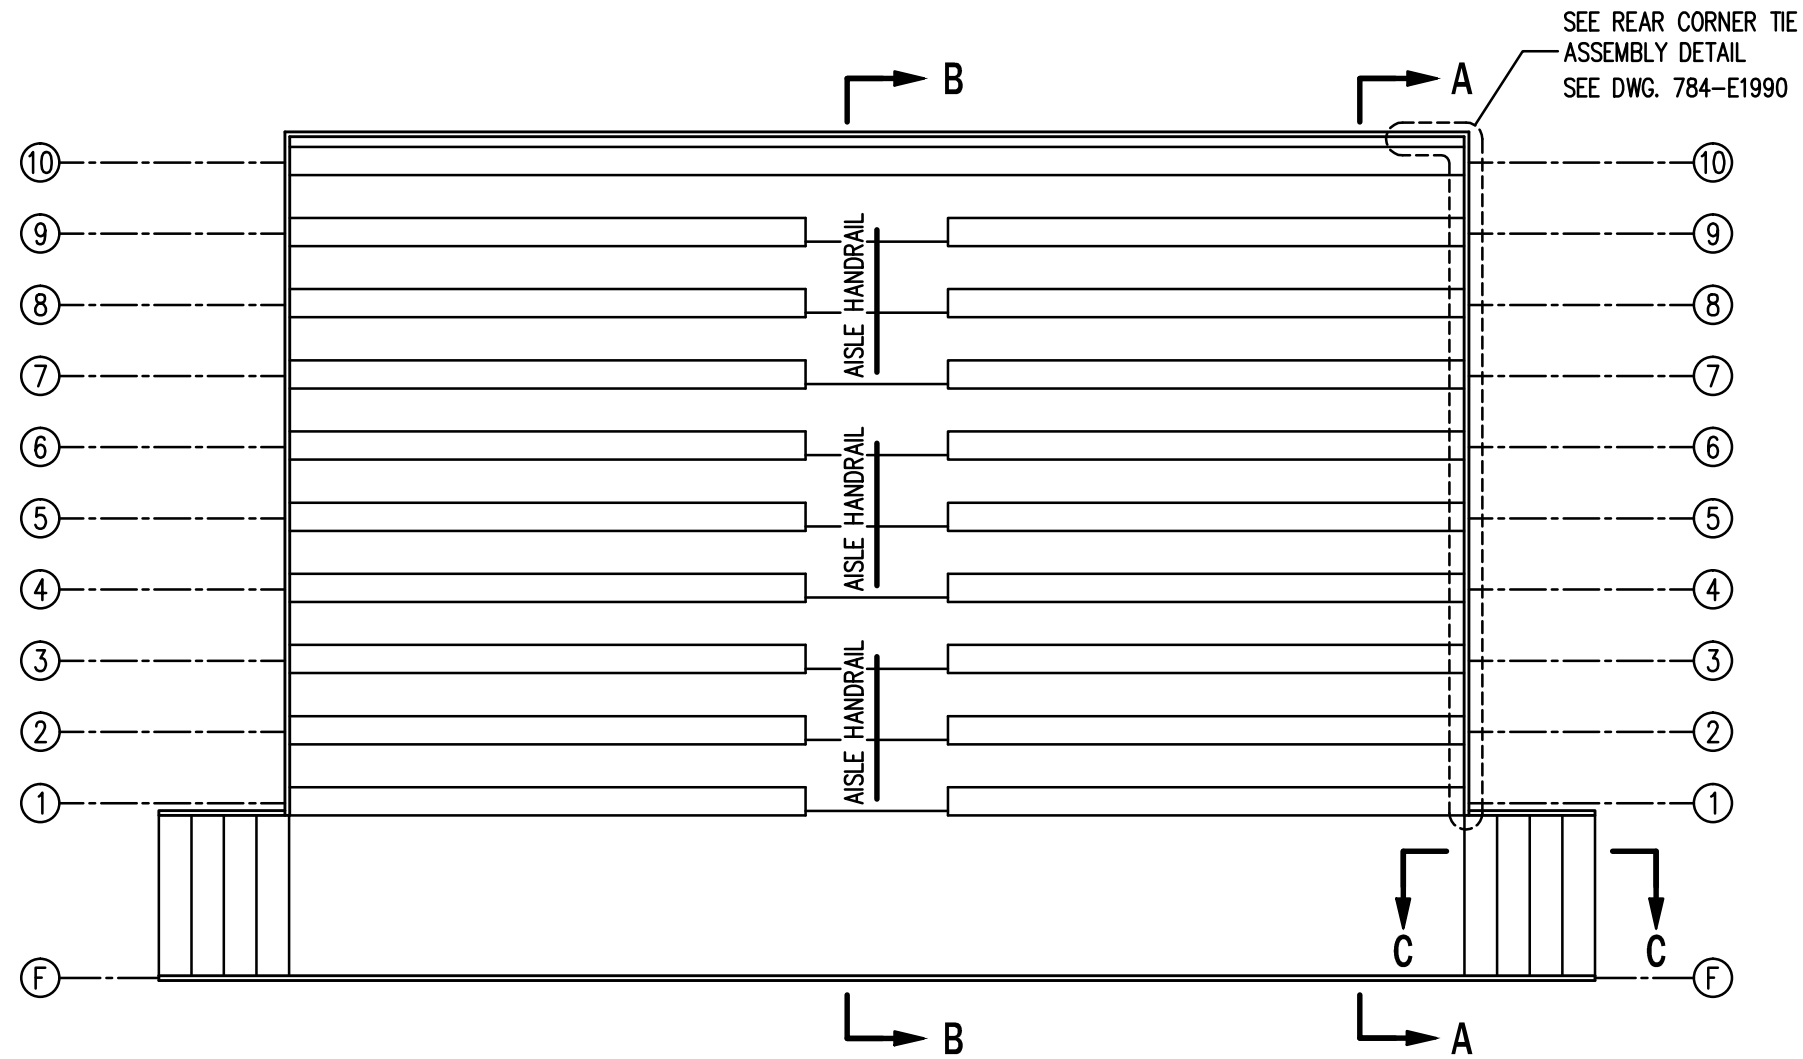 SEE REAR CORNER TIE
ASSEMBLY DETAIL
SEE DWG. 784-E1990
B
A
10
10
9
9
AISLE HANDRAIL
8
8
7
7
6
6
AISLE HANDRAIL
5
5
4
4
3
3
AISLE HANDRAIL
2
2
1
1
C
C
F
F
B
A